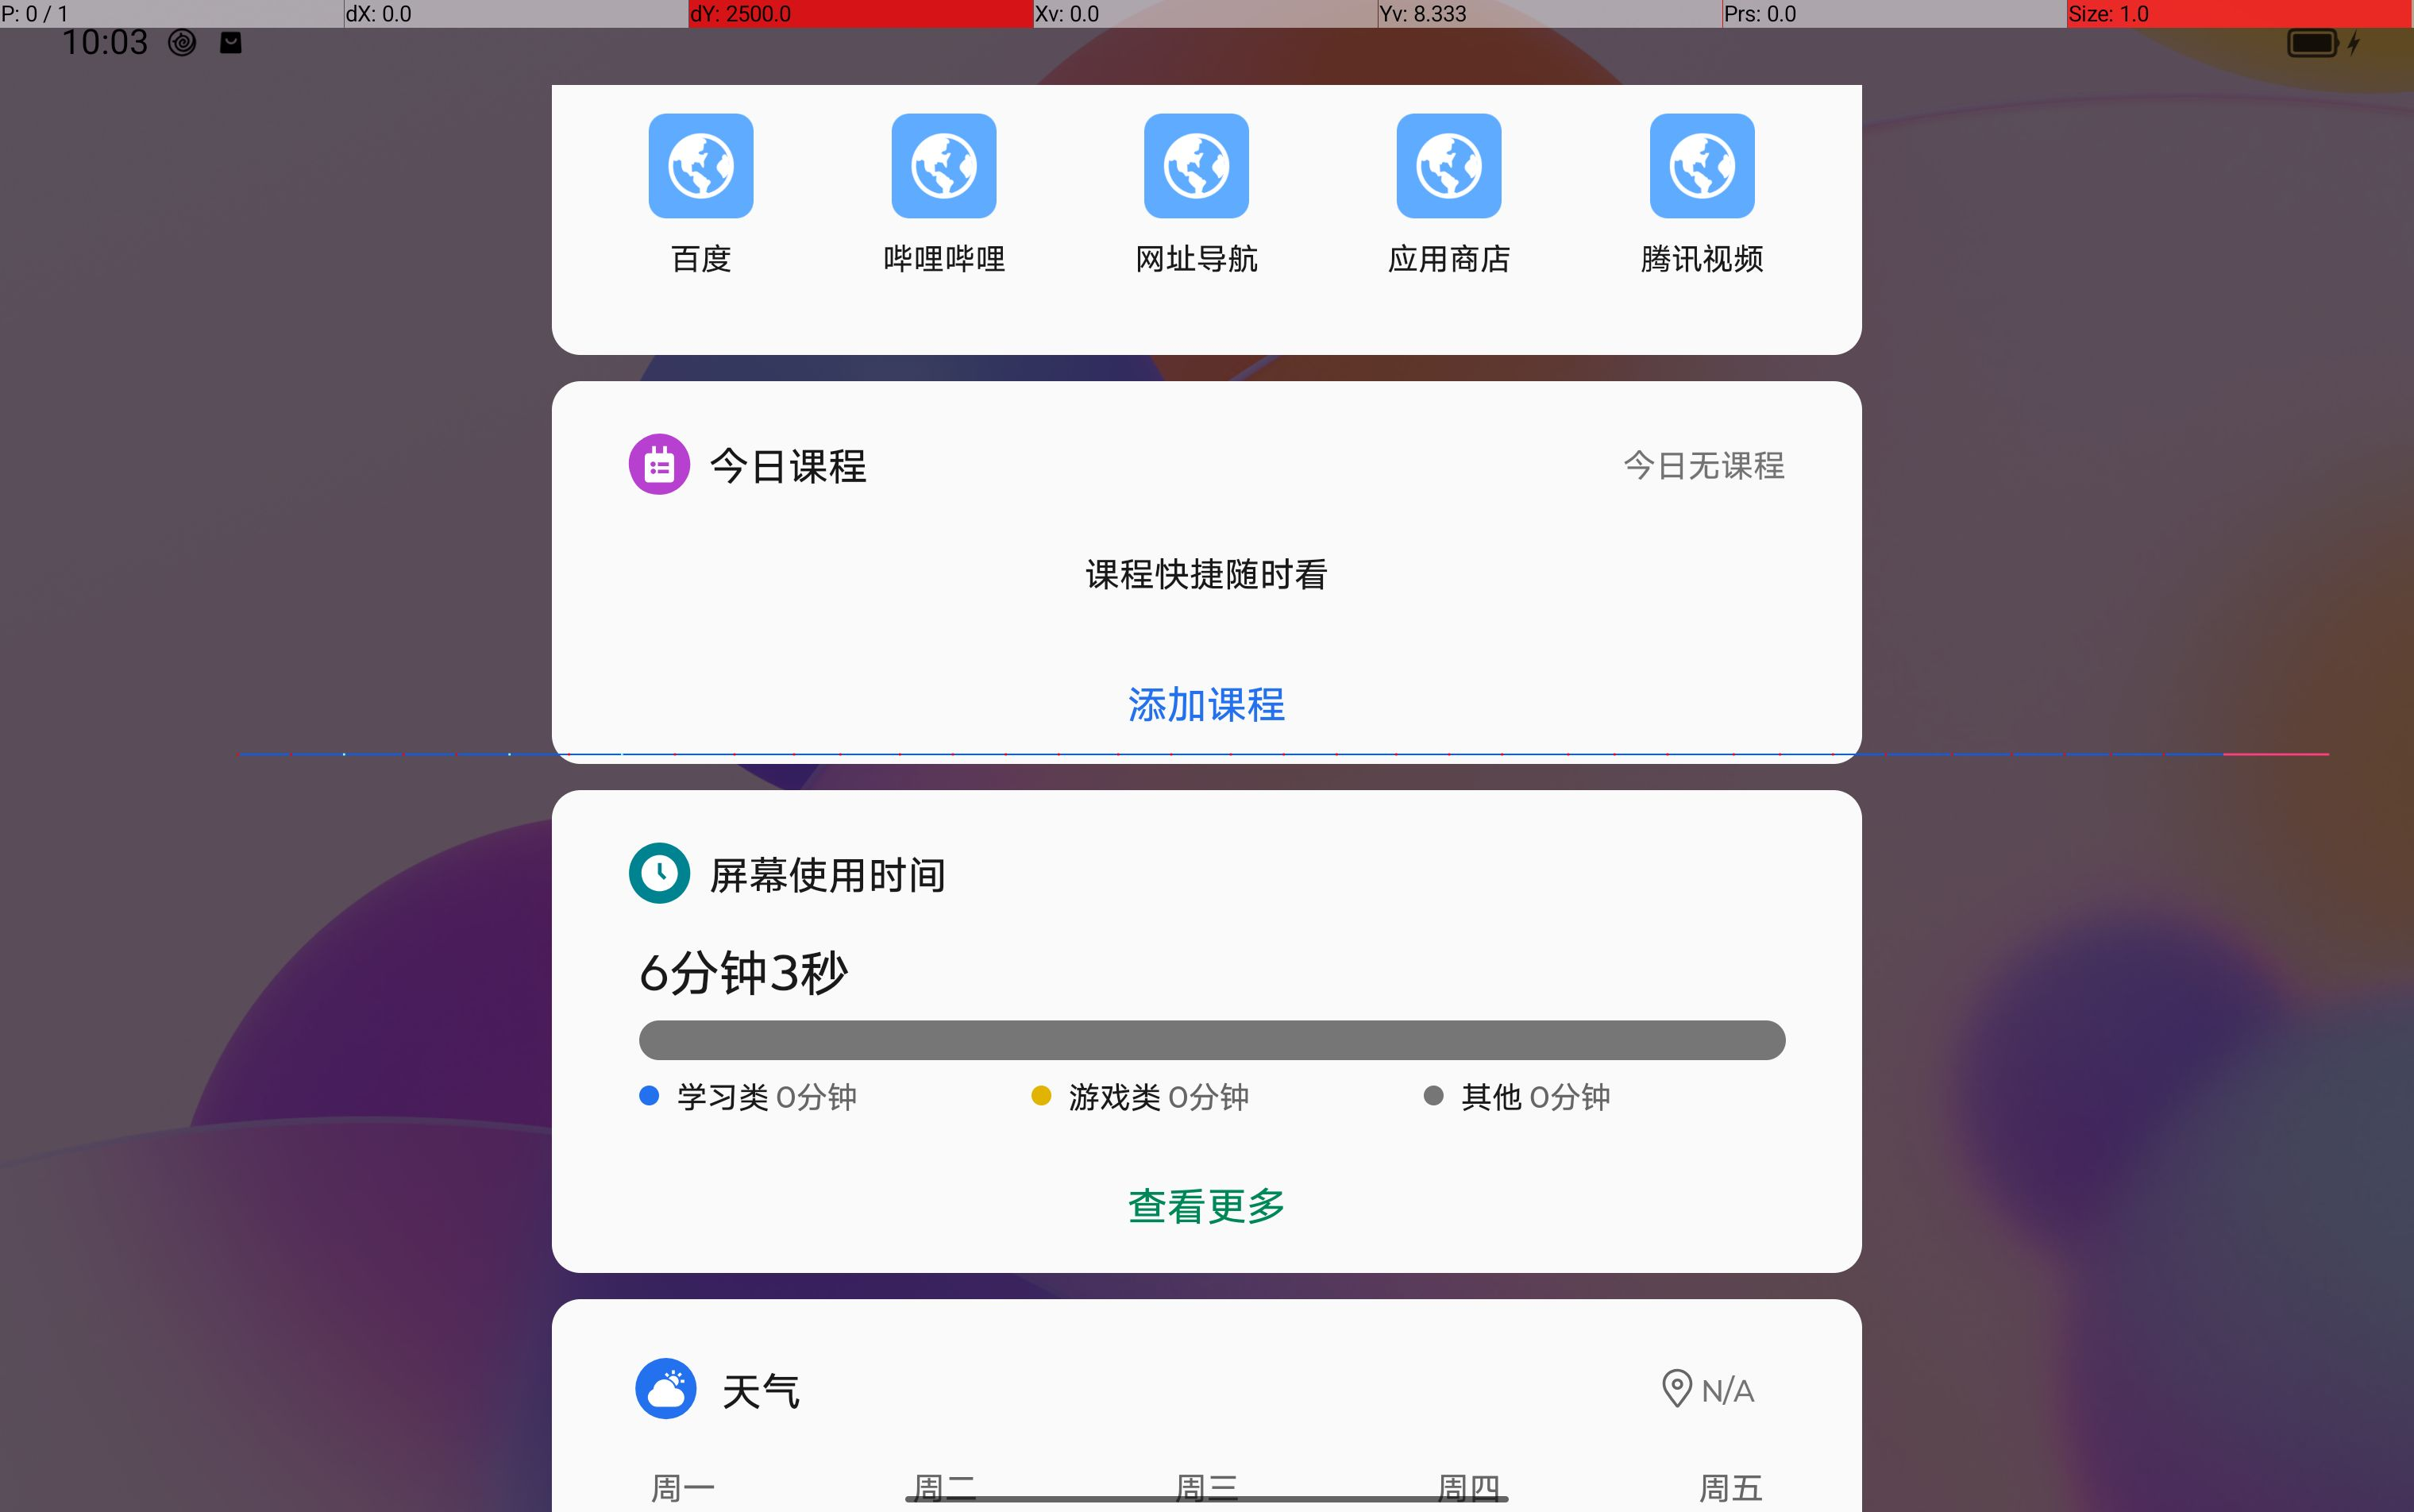 P: 0 / 1 dX: 0.0 dY: 2500.0 Xv: 0.0 Yv: 8.333 Prs: 0.0 Size: 1.0
10:03
百度 哔哩哔哩 网址导航 应用商店 腾讯视频
今日课程 今日无课程
课程快捷随时看
添加课程
屏幕使用时间
6分钟3秒
学习类 0分钟 游戏类 0分钟 其他 0分钟
查看更多
天气 N/A
周一 周二 周三 周四 周五